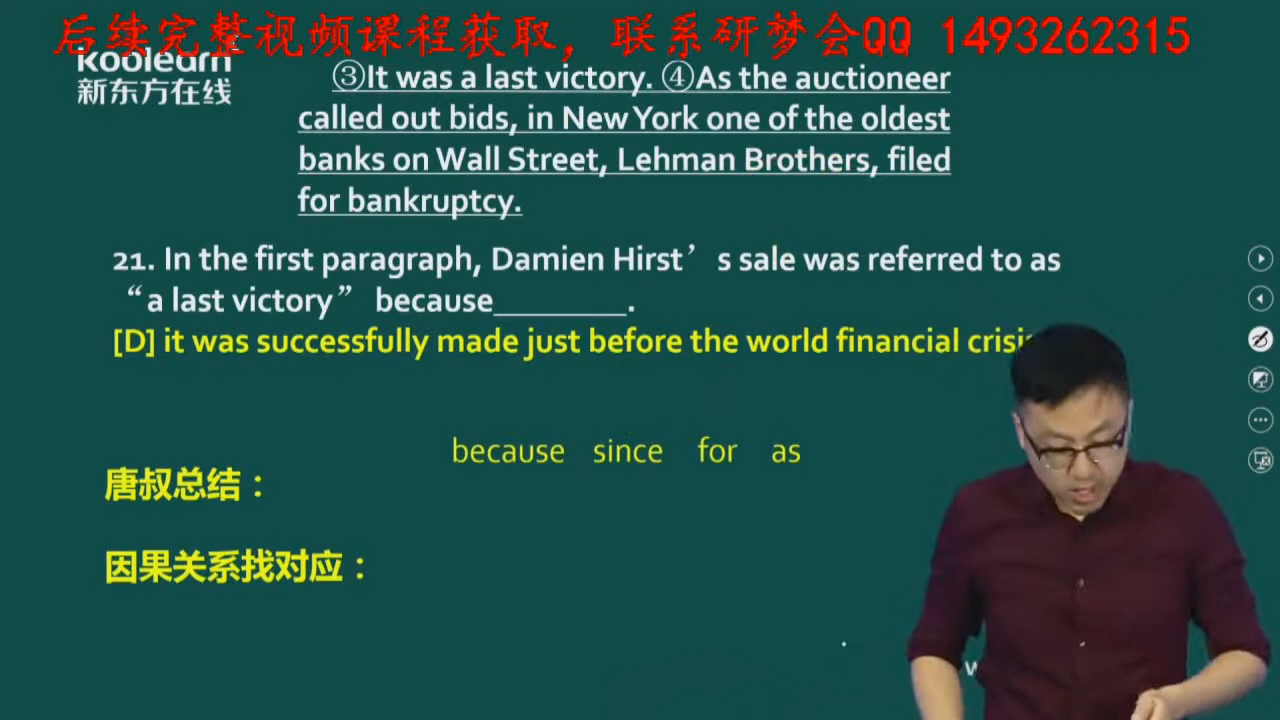 后续完整视频课程获取，联系研梦会QQ 1493262315
koolearn
新东方在线
③It was a last victory. ④As the auctioneer
called out bids, in New York one of the oldest
banks on Wall Street, Lehman Brothers, filed
for bankruptcy.
21. In the first paragraph, Damien Hirst’s sale was referred to as
“a last victory” because________.
[D] it was successfully made just before the world financial
because since for as
唐叔总结：
因果关系找对应：